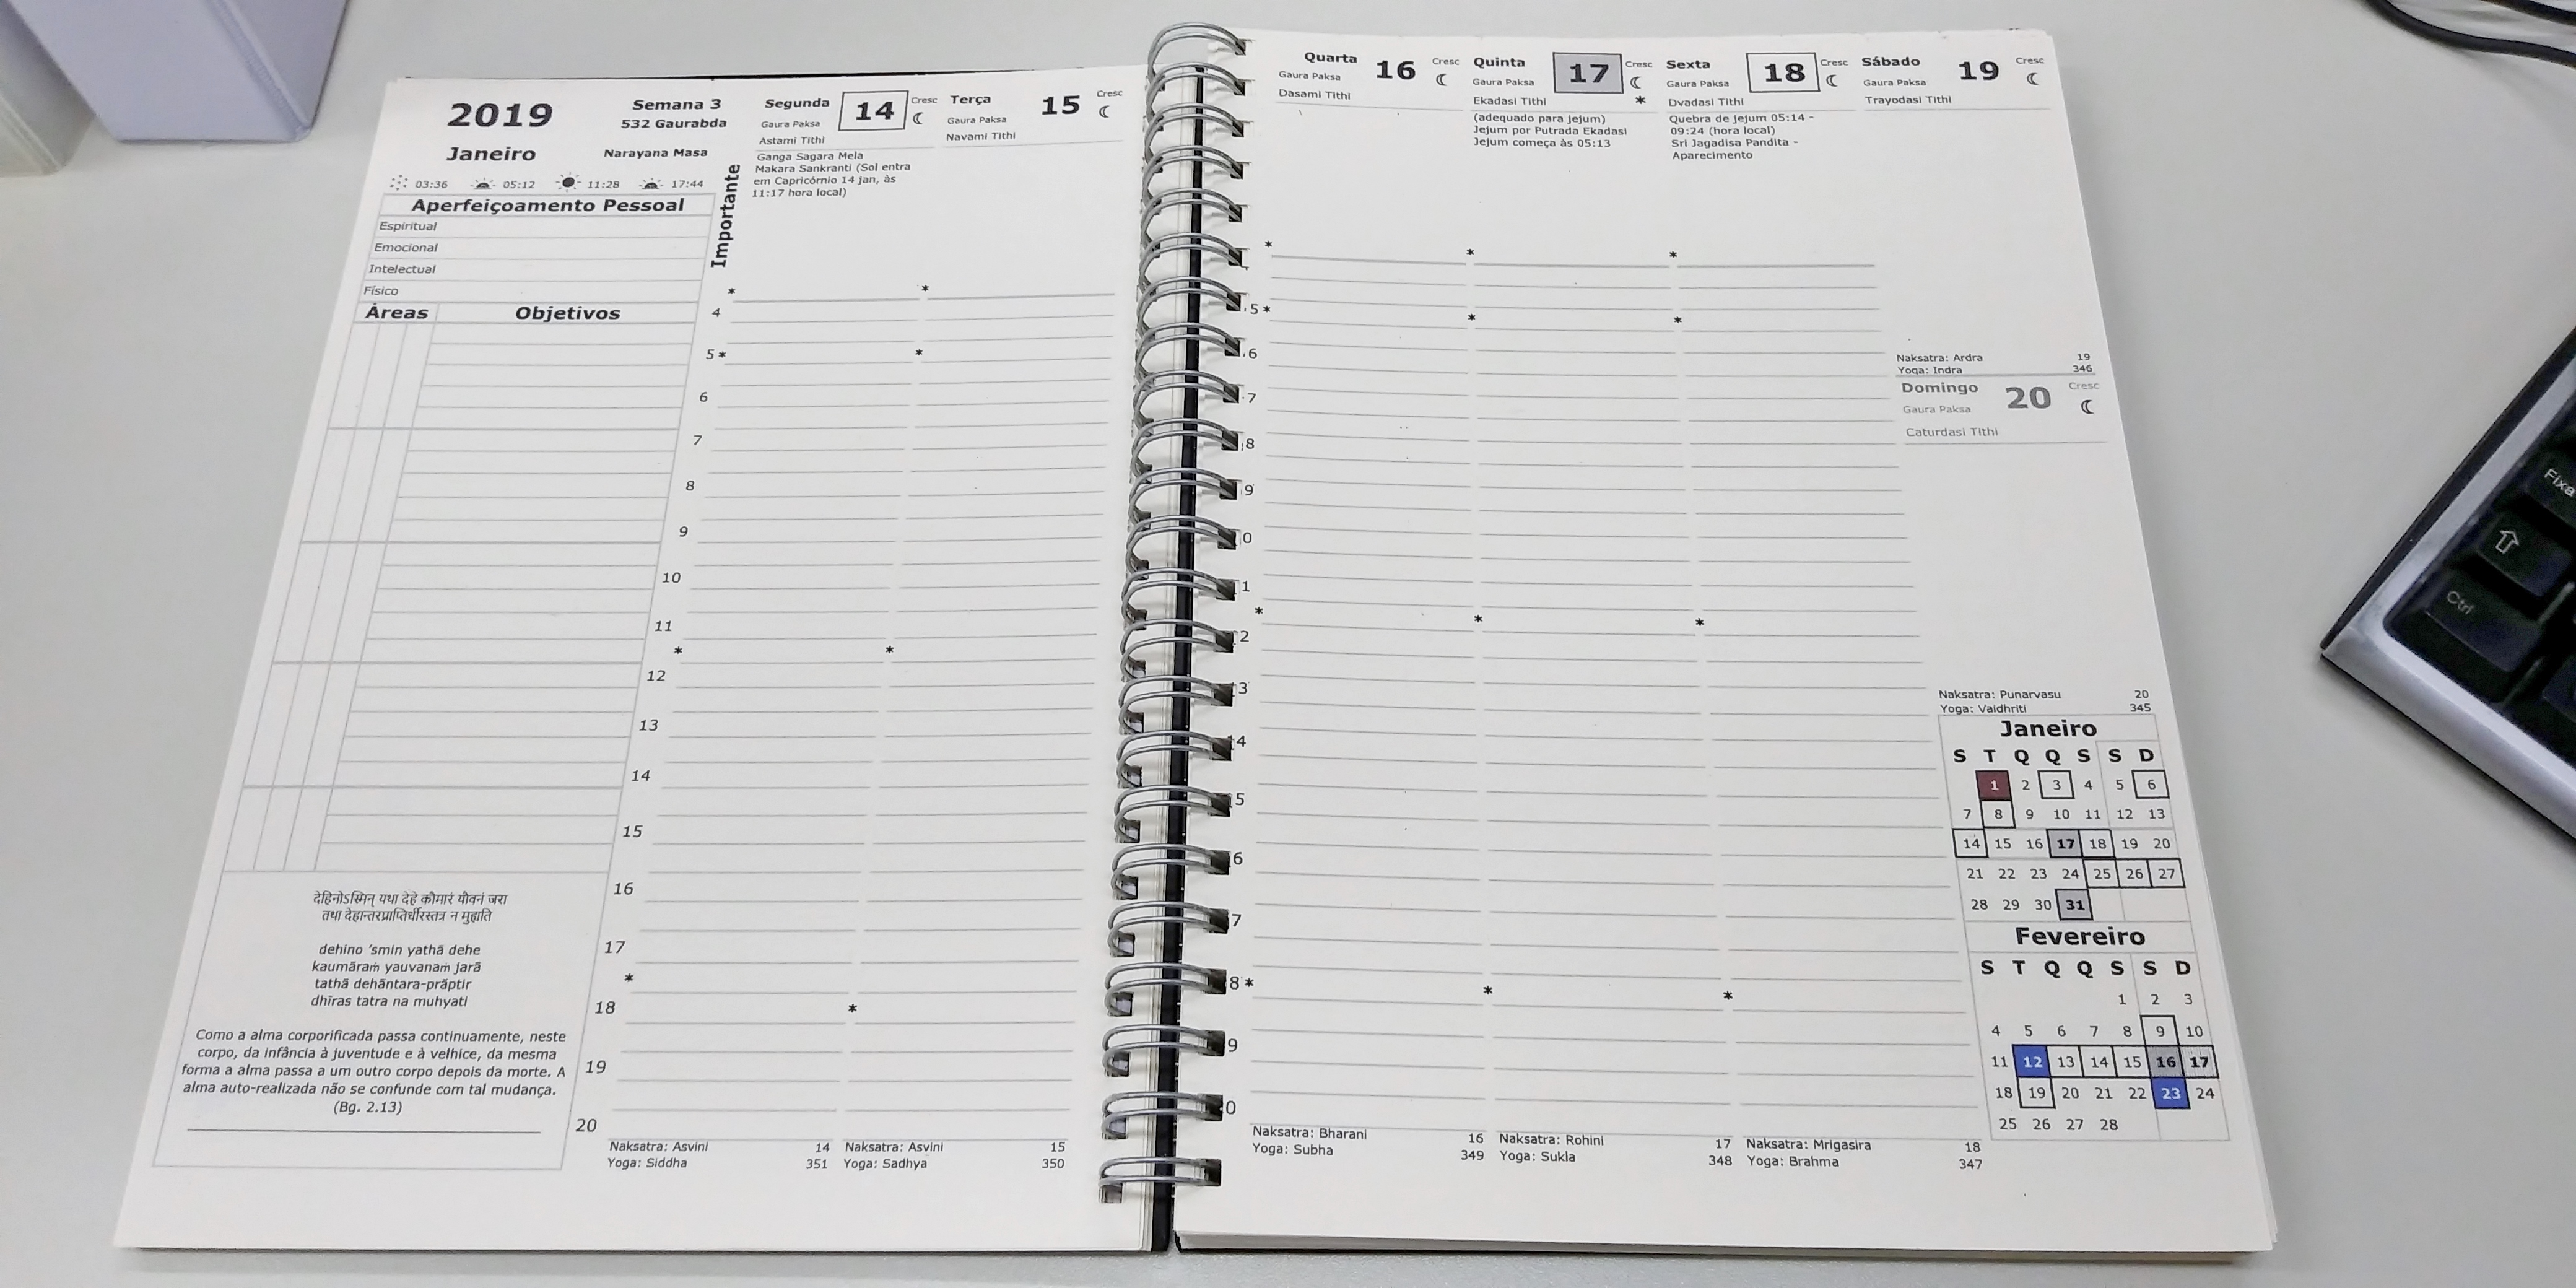 2019
Semana 3
532 Gaurabda
Janeiro
Narayana Masa
03:36 05:12 11:28 17:44
Aperfeiçoamento Pessoal
Espiritual
Emocional
Intelectual
Físico
Áreas Objetivos
देहिनोऽस्मिन् यथा देहे कौमारं यौवनं जरा
तथा देहान्तरप्राप्तिर्धीरस्तत्र न मुह्यति
dehino 'smin yathā dehe
kaumāraṁ yauvanaṁ jarā
tathā dehāntara-prāptir
dhīras tatra na muhyati
Como a alma corporificada passa continuamente, neste
corpo, da infância à juventude e à velhice, da mesma
forma a alma passa a um outro corpo depois da morte. A
alma auto-realizada não se confunde com tal mudança.
(Bg. 2.13)
Importante
Segunda 14 Cresc
Gaura Paksa
Astami Tithi
Ganga Sagara Mela
Makara Sankranti (Sol entra
em Capricórnio 14 jan, às
11:17 hora local)
Terça 15 Cresc
Gaura Paksa
Navami Tithi
*
*
4
5 *
*
6
7
8
9
10
11
*
*
12
13
14
15
16
17
*
18
*
19
20
Naksatra: Asvini 14
Yoga: Siddha 351
Naksatra: Asvini 15
Yoga: Sadhya 350
Quarta 16 Cresc
Gaura Paksa
Dasami Tithi
Quinta 17 Cresc
Gaura Paksa
Ekadasi Tithi *
(adequado para jejum)
Jejum por Putrada Ekadasi
Jejum começa às 05:13
Sexta 18 Cresc
Gaura Paksa
Dvadasi Tithi
Quebra de jejum 05:14 -
09:24 (hora local)
Sri Jagadisa Pandita -
Aparecimento
Sábado 19 Cresc
Gaura Paksa
Trayodasi Tithi
* * *
5 * * *
6
7
8
9
0
1
* * *
2
3
14
5
6
7
8 * * *
9
0
Naksatra: Bharani 16
Yoga: Subha 349
Naksatra: Rohini 17
Yoga: Sukla 348
Naksatra: Mrigasira 18
Yoga: Brahma 347
Naksatra: Ardra 19
Yoga: Indra 346
Domingo 20 Cresc
Gaura Paksa
Caturdasi Tithi
Naksatra: Punarvasu 20
Yoga: Vaidhriti 345
Janeiro
S T Q Q S S D
1 2 3 4 5 6
7 8 9 10 11 12 13
14 15 16 17 18 19 20
21 22 23 24 25 26 27
28 29 30 31
Fevereiro
S T Q Q S S D
1 2 3
4 5 6 7 8 9 10
11 12 13 14 15 16 17
18 19 20 21 22 23 24
25 26 27 28
Fixa
Ctrl